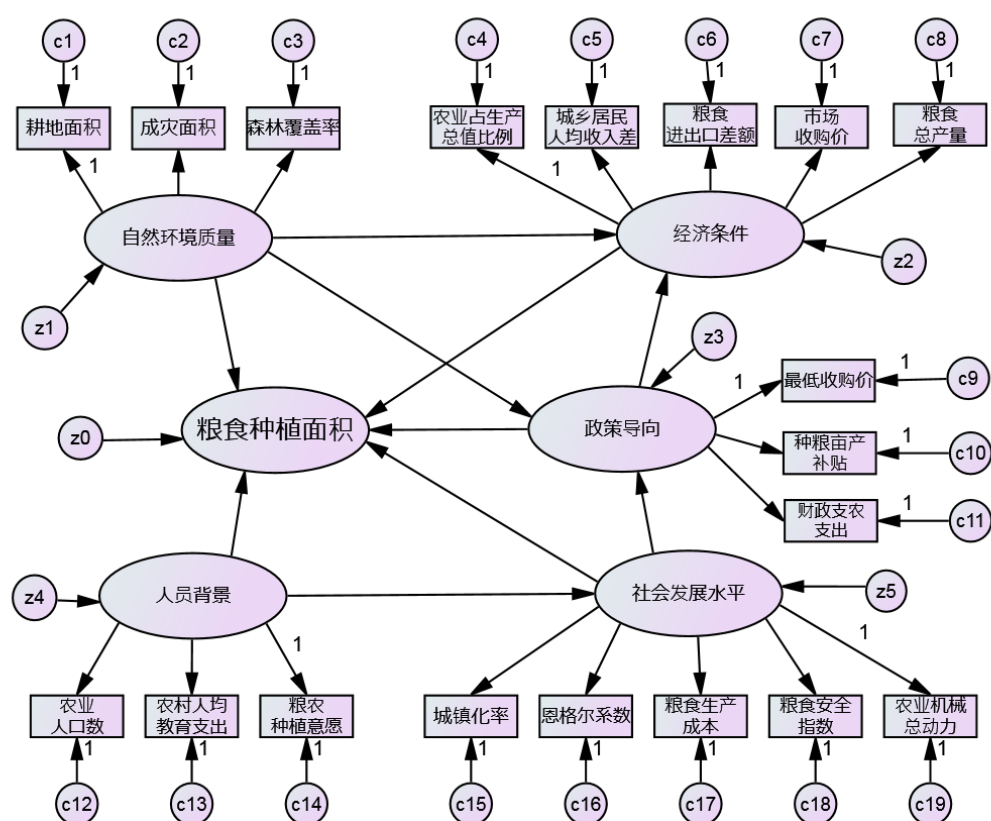 c1
c2
c3
c4
c5
c6
c7
c8
1
1
1
1
1
1
1
1
耕地面积
成灾面积
森林覆盖率
农业占生产
总值比例
城乡居民
人均收入差
粮食
进出口差额
市场
收购价
粮食
总产量
1
1
自然环境质量
经济条件
z1
z2
z3
最低收购价
1
1
c9
z0
粮食种植面积
政策导向
种粮亩产
补贴
1
c10
财政支农
支出
1
c11
z4
人员背景
社会发展水平
z5
1
1
农业
人口数
农村人均
教育支出
粮农
种植意愿
城镇化率
恩格尔系数
粮食生产
成本
粮食安全
指数
农业机械
总动力
1
1
1
1
1
1
1
1
c12
c13
c14
c15
c16
c17
c18
c19